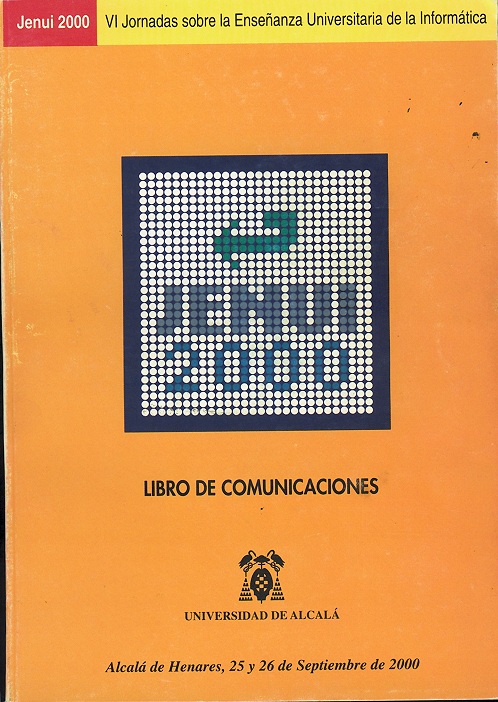 Jenui 2000
VI Jornadas sobre la Enseñanza Universitaria de la Informática
JENUI
2000
LIBRO DE COMUNICACIONES
UNIVERSIDAD DE ALCALÁ
Alcalá de Henares, 25 y 26 de Septiembre de 2000